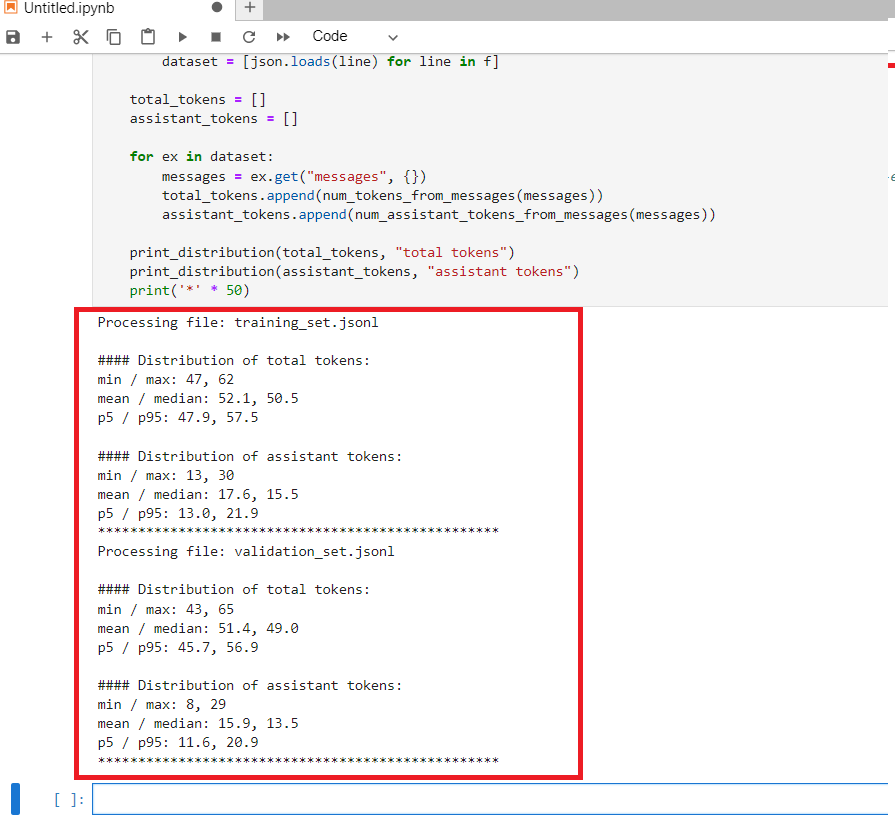 Untitled.ipynb
Code
dataset = [json.loads(line) for line in f]
total_tokens = []
assistant_tokens = []
for ex in dataset:
messages = ex.get("messages", {})
total_tokens.append(num_tokens_from_messages(messages))
assistant_tokens.append(num_assistant_tokens_from_messages(messages))
print_distribution(total_tokens, "total tokens")
print_distribution(assistant_tokens, "assistant tokens")
print('*' * 50)
Processing file: training_set.jsonl
#### Distribution of total tokens:
min / max: 47, 62
mean / median: 52.1, 50.5
p5 / p95: 47.9, 57.5
#### Distribution of assistant tokens:
min / max: 13, 30
mean / median: 17.6, 15.5
p5 / p95: 13.0, 21.9
**************************************************
Processing file: validation_set.jsonl
#### Distribution of total tokens:
min / max: 43, 65
mean / median: 51.4, 49.0
p5 / p95: 45.7, 56.9
#### Distribution of assistant tokens:
min / max: 8, 29
mean / median: 15.9, 13.5
p5 / p95: 11.6, 20.9
**************************************************
[ ]: